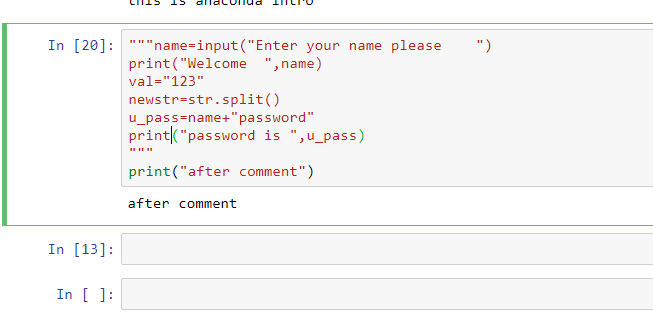 this is anaconda intro
In [20]: """name=input("Enter your name please    ")
print("Welcome  ",name)
val="123"
newstr=str.split()
u_pass=name+"password"
print("password is ",u_pass)
"""
print("after comment")
after comment
In [13]:
In [ ]: